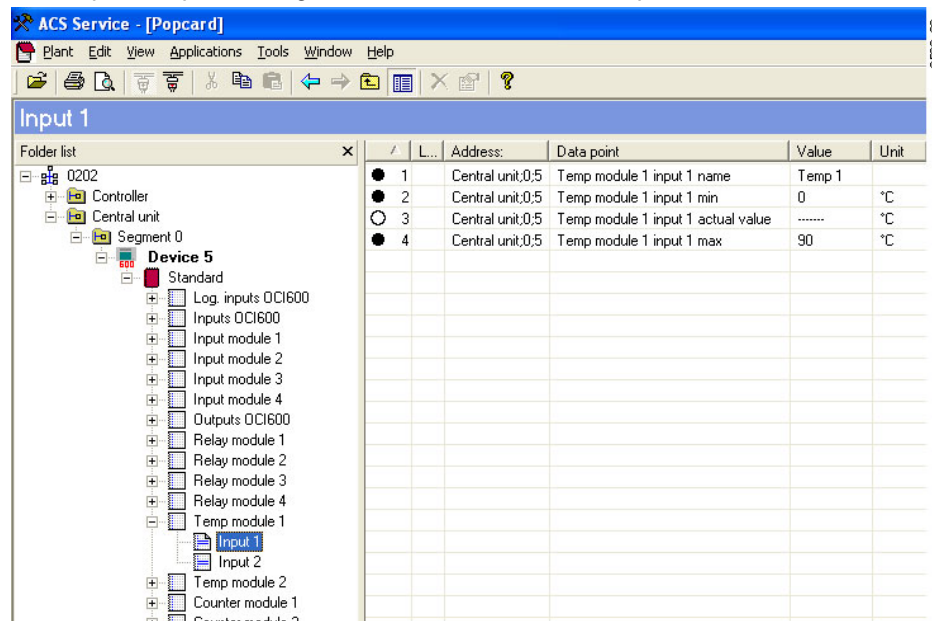 ACS Service - [Popcard]
Plant Edit View Applications Tools Window Help
Input 1
Folder list
L... Address: Data point Value Unit
1 Central unit;0;5 Temp module 1 input 1 name Temp 1
2 Central unit;0;5 Temp module 1 input 1 min 0 °C
3 Central unit;0;5 Temp module 1 input 1 actual value ------- °C
4 Central unit;0;5 Temp module 1 input 1 max 90 °C
0202
Controller
Central unit
Segment 0
600 Device 5
Standard
Log. inputs OCI600
Inputs OCI600
Input module 1
Input module 2
Input module 3
Input module 4
Outputs OCI600
Relay module 1
Relay module 2
Relay module 3
Relay module 4
Temp module 1
Input 1
Input 2
Temp module 2
Counter module 1